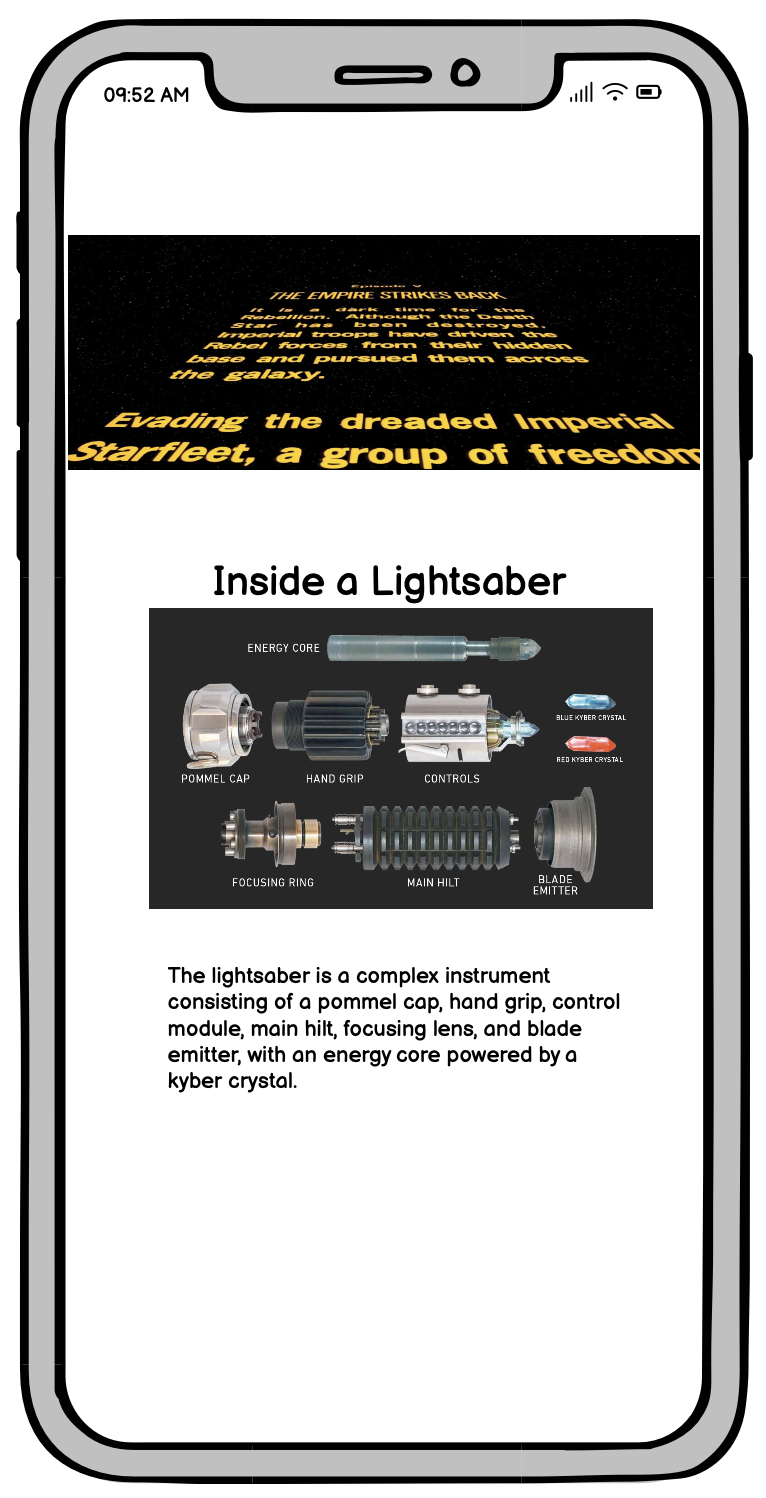 09:52 AM
Episode V
THE EMPIRE STRIKES BACK
It is a dark time for the
Rebellion. Although the Death
Star has been destroyed,
Imperial troops have driven the
Rebel forces from their hidden
base and pursued them across
the galaxy.
Evading the dreaded Imperial
Starfleet, a group of freedom
Inside a Lightsaber
ENERGY CORE
BLUE KYBER CRYSTAL
RED KYBER CRYSTAL
POMMEL CAP
HAND GRIP
CONTROLS
FOCUSING RING
MAIN HILT
BLADE
EMITTER
The lightsaber is a complex instrument
consisting of a pommel cap, hand grip, control
module, main hilt, focusing lens, and blade
emitter, with an energy core powered by a
kyber crystal.